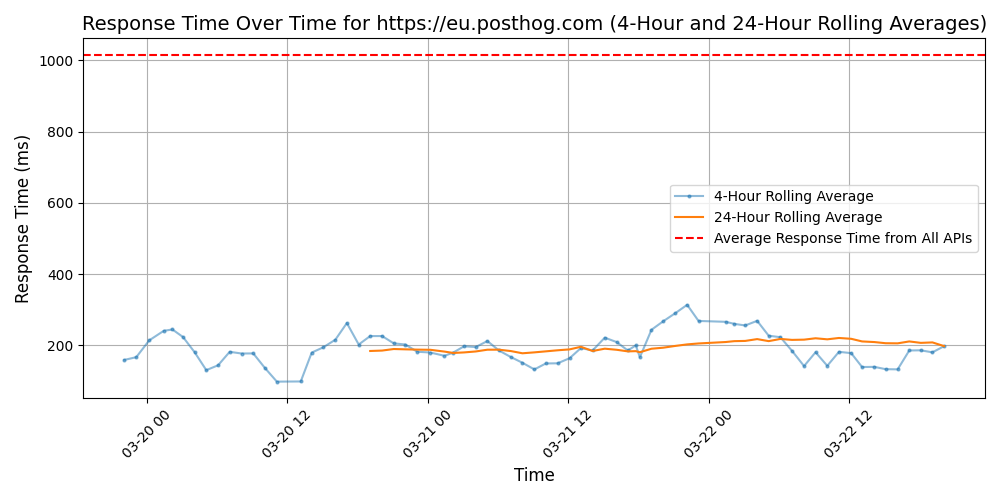 Response Time Over Time for https://eu.posthog.com (4-Hour and 24-Hour Rolling Averages)
Response Time (ms)
1000
800
600
400
200
4-Hour Rolling Average
24-Hour Rolling Average
Average Response Time from All APIs
03-20 00
03-20 12
03-21 00
03-21 12
03-22 00
03-22 12
Time